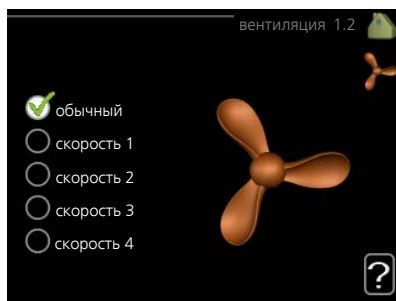 вентиляция 1.2
обычный
скорость 1
скорость 2
скорость 3
скорость 4
?